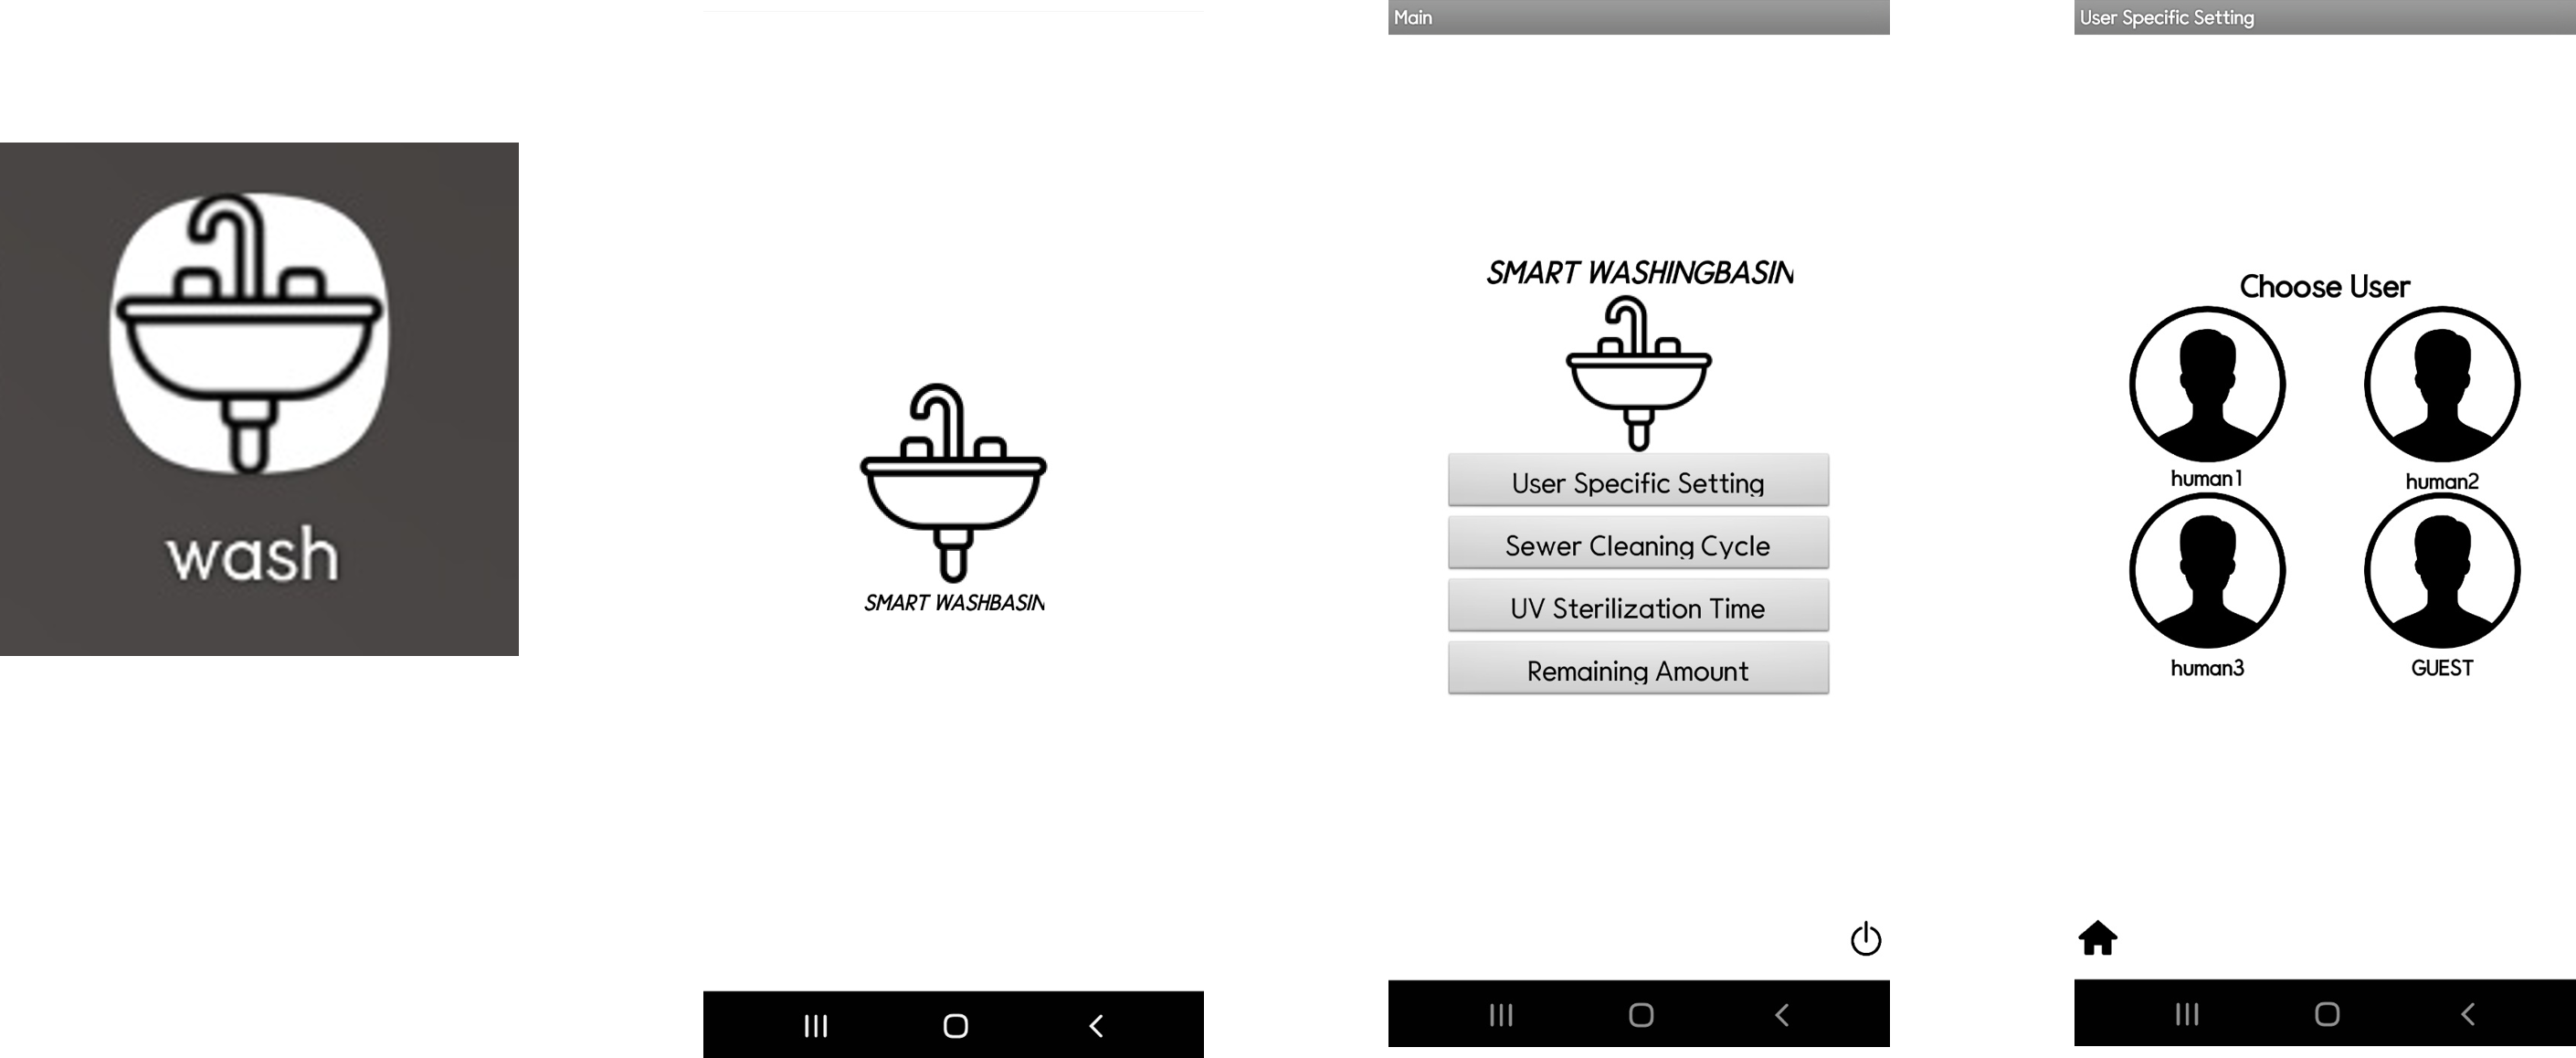 wash
SMART WASHBASIN
Main
SMART WASHINGBASIN
User Specific Setting
Sewer Cleaning Cycle
UV Sterilization Time
Remaining Amount
User Specific Setting
Choose User
human1
human2
human3
GUEST